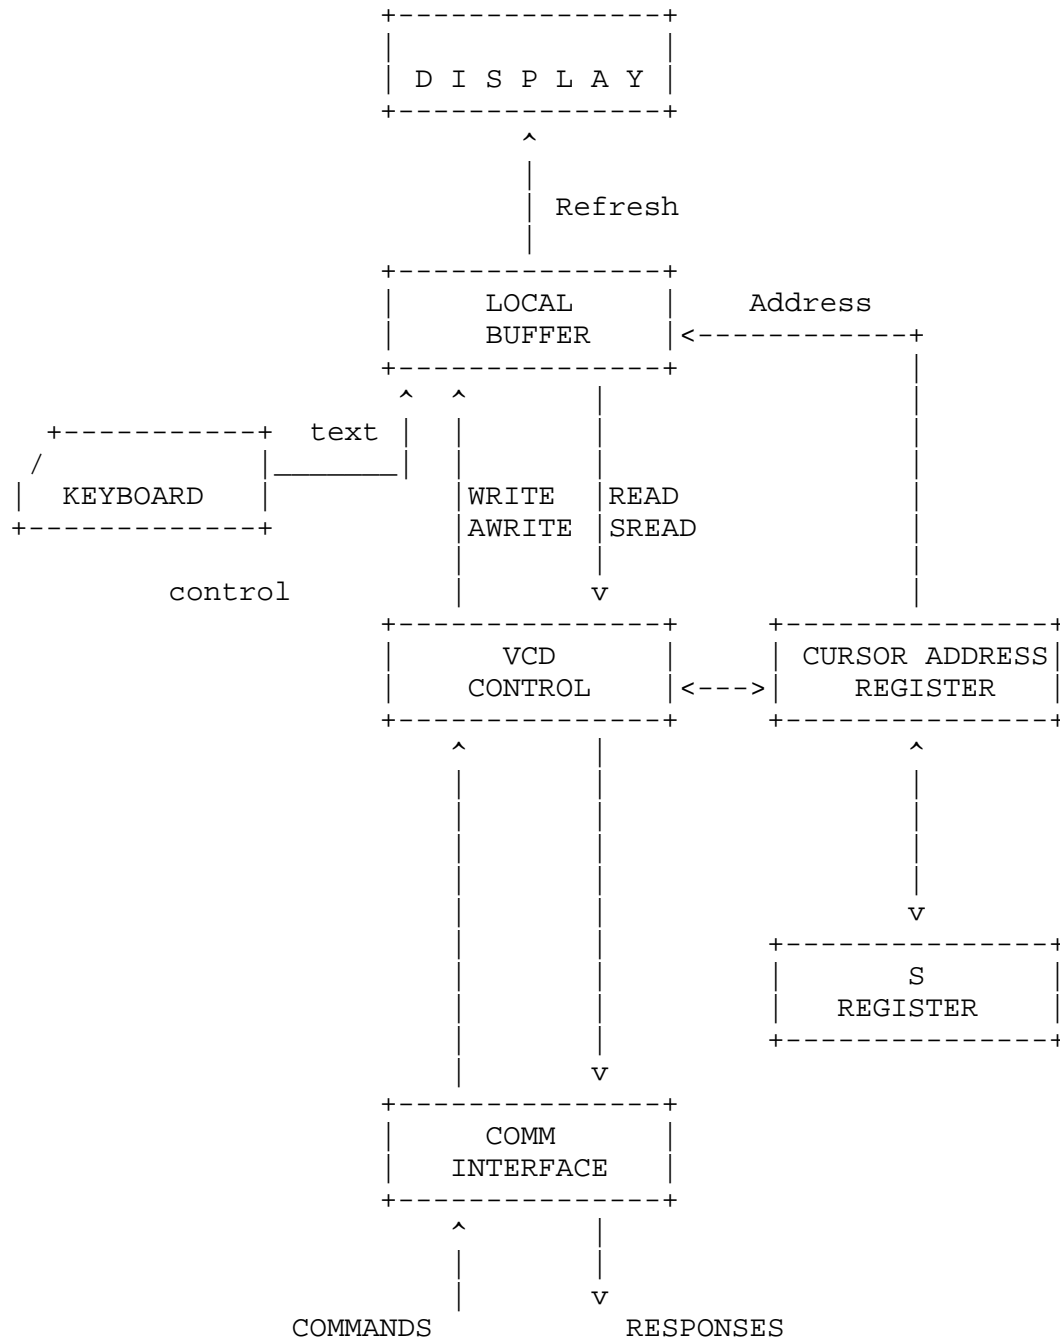 D I S P L A Y
Refresh
LOCAL
BUFFER
Address
text
KEYBOARD
WRITE
AWRITE
READ
SREAD
control
VCD
CONTROL
CURSOR ADDRESS
REGISTER
S
REGISTER
COMM
INTERFACE
COMMANDS
RESPONSES